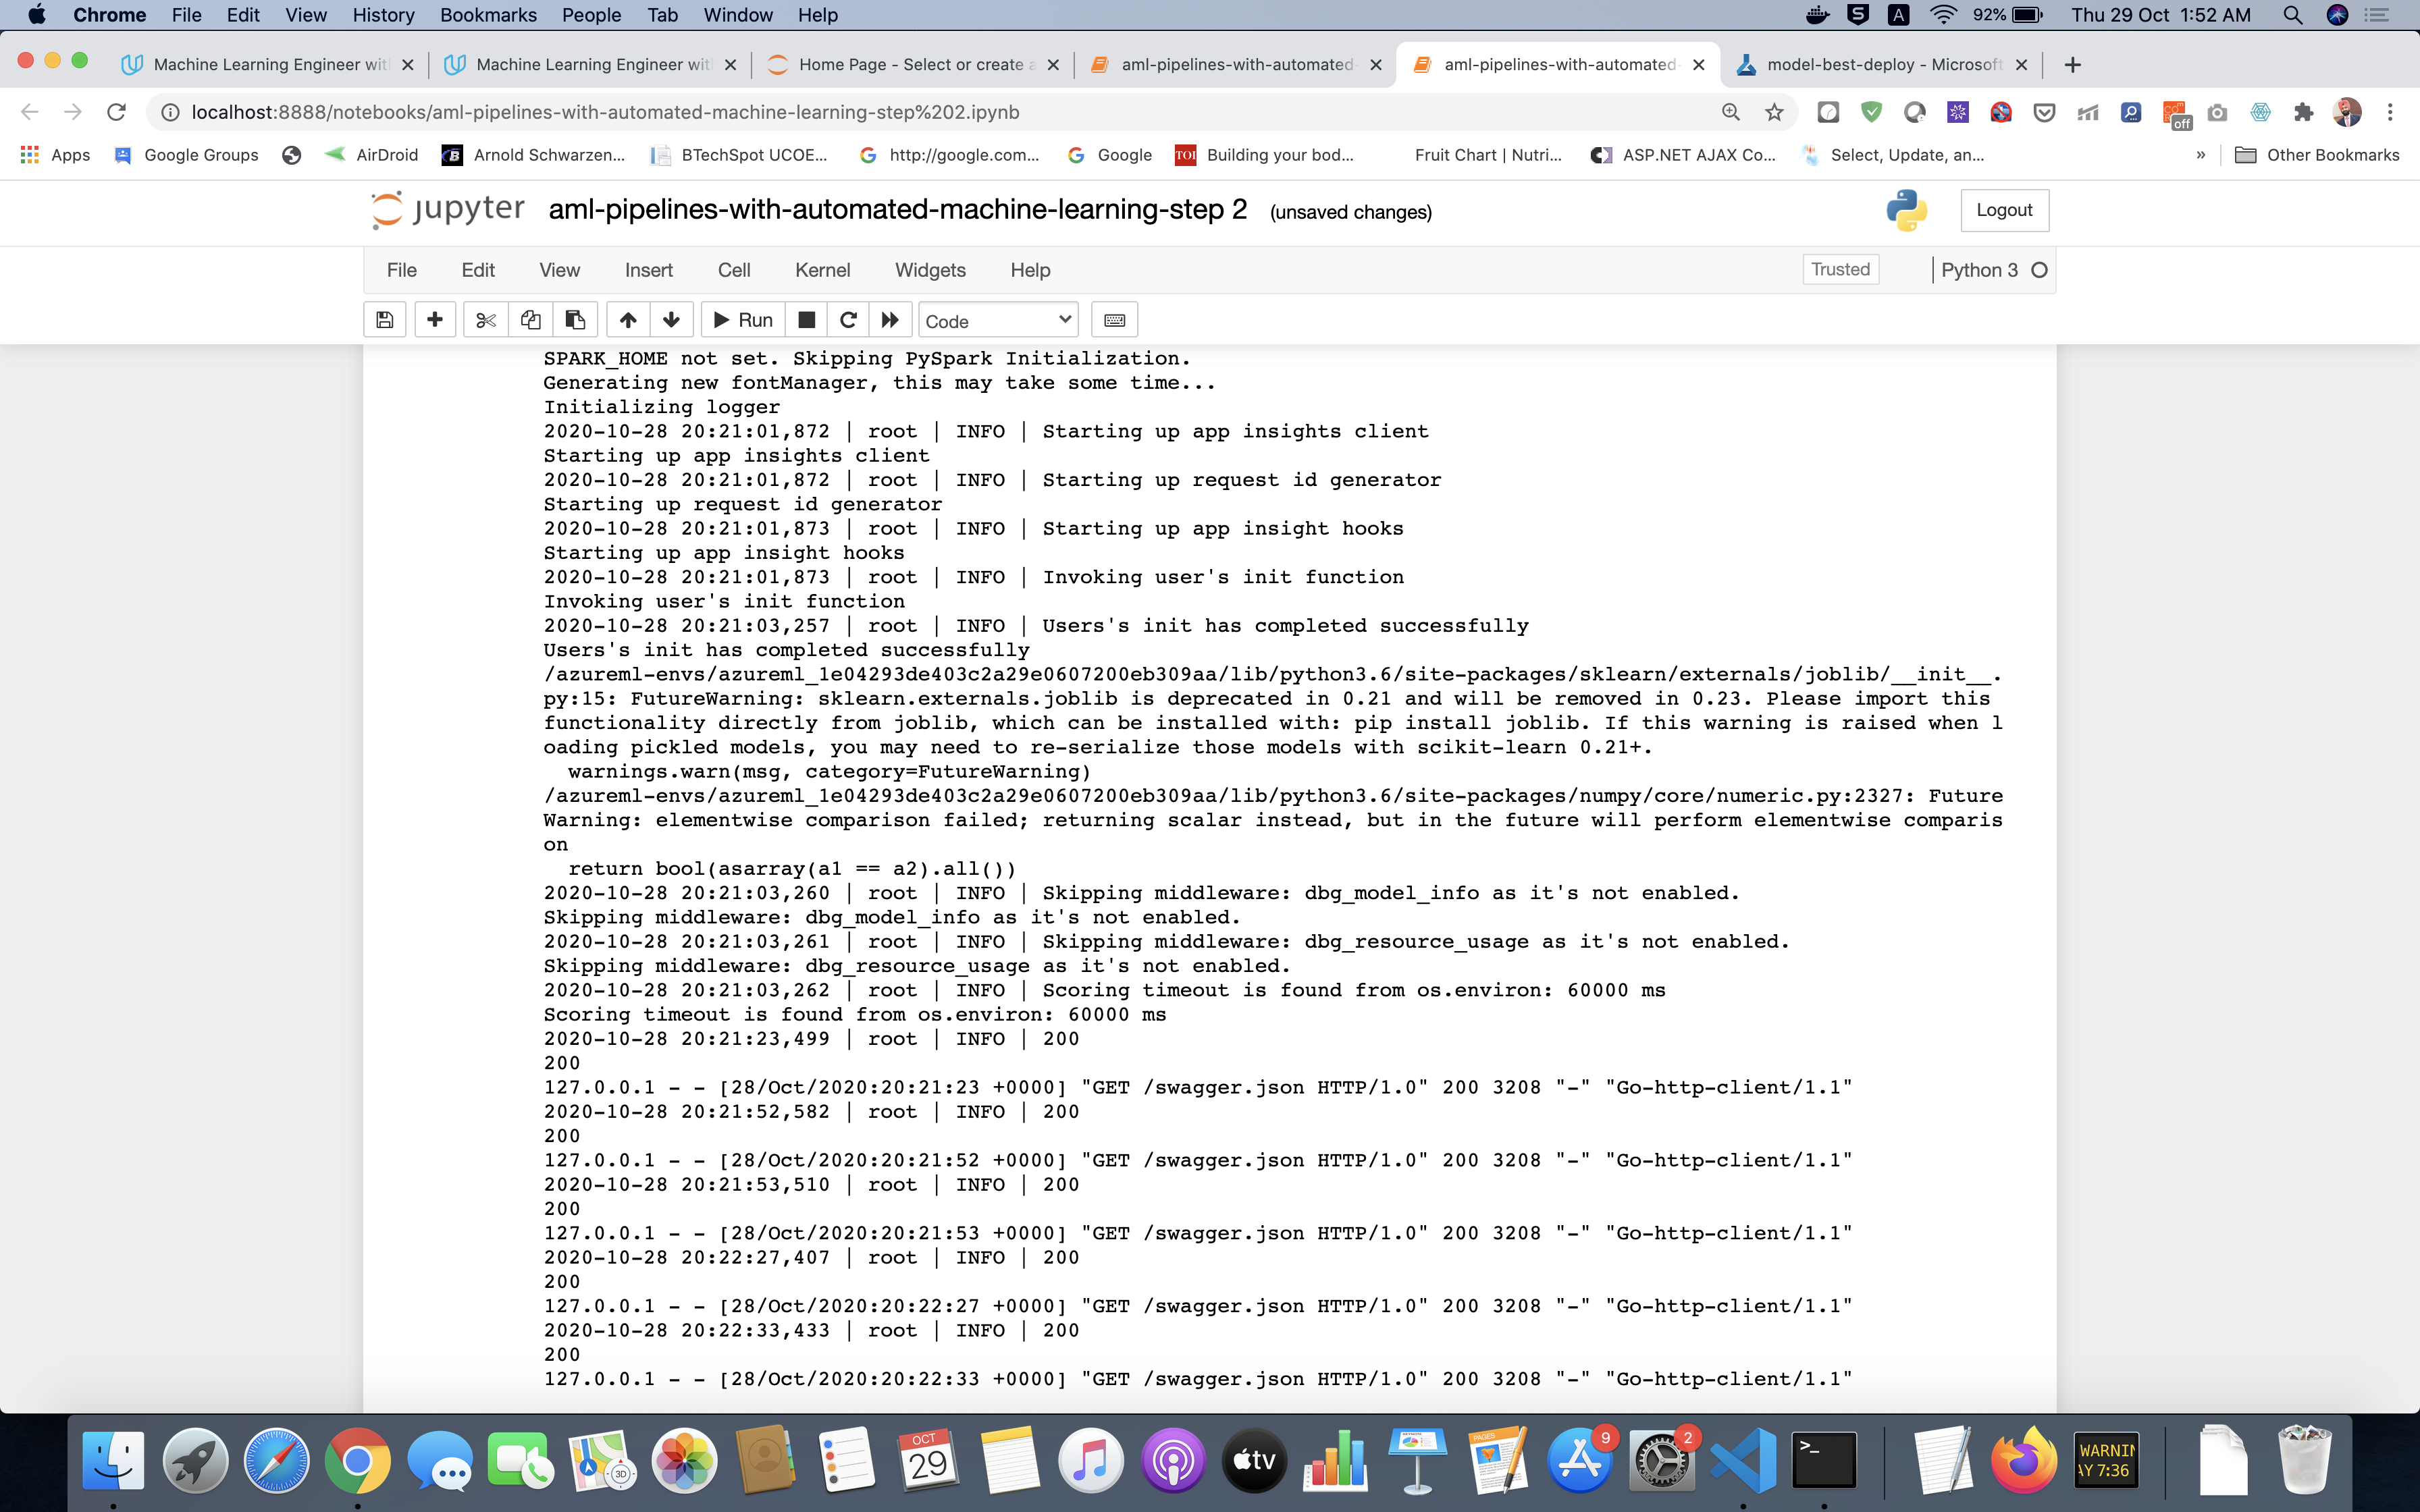 Chrome File Edit View History Bookmarks People Tab Window Help 92% Thu 29 Oct 1:52 AM
Machine Learning Engineer wit Machine Learning Engineer wit Home Page - Select or create a aml-pipelines-with-automated- aml-pipelines-with-automated- model-best-deploy - Microsoft
localhost:8888/notebooks/aml-pipelines-with-automated-machine-learning-step%202.ipynb off
Apps Google Groups AirDroid Arnold Schwarzen... BTechSpot UCOE... http://google.com... Google TOI Building your bod... Fruit Chart | Nutri... ASP.NET AJAX Co... Select, Update, an... » Other Bookmarks
jupyter aml-pipelines-with-automated-machine-learning-step 2 (unsaved changes) Logout
File Edit View Insert Cell Kernel Widgets Help Trusted Python 3
Run Code
SPARK_HOME not set. Skipping PySpark Initialization.
Generating new fontManager, this may take some time...
Initializing logger
2020-10-28 20:21:01,872 | root | INFO | Starting up app insights client
Starting up app insights client
2020-10-28 20:21:01,872 | root | INFO | Starting up request id generator
Starting up request id generator
2020-10-28 20:21:01,873 | root | INFO | Starting up app insight hooks
Starting up app insight hooks
2020-10-28 20:21:01,873 | root | INFO | Invoking user's init function
Invoking user's init function
2020-10-28 20:21:03,257 | root | INFO | Users's init has completed successfully
Users's init has completed successfully
/azureml-envs/azureml_1e04293de403c2a29e0607200eb309aa/lib/python3.6/site-packages/sklearn/externals/joblib/__init__.
py:15: FutureWarning: sklearn.externals.joblib is deprecated in 0.21 and will be removed in 0.23. Please import this
functionality directly from joblib, which can be installed with: pip install joblib. If this warning is raised when l
oading pickled models, you may need to re-serialize those models with scikit-learn 0.21+.
warnings.warn(msg, category=FutureWarning)
/azureml-envs/azureml_1e04293de403c2a29e0607200eb309aa/lib/python3.6/site-packages/numpy/core/numeric.py:2327: Future
Warning: elementwise comparison failed; returning scalar instead, but in the future will perform elementwise comparis
on
return bool(asarray(a1 == a2).all())
2020-10-28 20:21:03,260 | root | INFO | Skipping middleware: dbg_model_info as it's not enabled.
Skipping middleware: dbg_model_info as it's not enabled.
2020-10-28 20:21:03,261 | root | INFO | Skipping middleware: dbg_resource_usage as it's not enabled.
Skipping middleware: dbg_resource_usage as it's not enabled.
2020-10-28 20:21:03,262 | root | INFO | Scoring timeout is found from os.environ: 60000 ms
Scoring timeout is found from os.environ: 60000 ms
2020-10-28 20:21:23,499 | root | INFO | 200
200
127.0.0.1 - - [28/Oct/2020:20:21:23 +0000] "GET /swagger.json HTTP/1.0" 200 3208 "-" "Go-http-client/1.1"
2020-10-28 20:21:52,582 | root | INFO | 200
200
127.0.0.1 - - [28/Oct/2020:20:21:52 +0000] "GET /swagger.json HTTP/1.0" 200 3208 "-" "Go-http-client/1.1"
2020-10-28 20:21:53,510 | root | INFO | 200
200
127.0.0.1 - - [28/Oct/2020:20:21:53 +0000] "GET /swagger.json HTTP/1.0" 200 3208 "-" "Go-http-client/1.1"
2020-10-28 20:22:27,407 | root | INFO | 200
200
127.0.0.1 - - [28/Oct/2020:20:22:27 +0000] "GET /swagger.json HTTP/1.0" 200 3208 "-" "Go-http-client/1.1"
2020-10-28 20:22:33,433 | root | INFO | 200
200
127.0.0.1 - - [28/Oct/2020:20:22:33 +0000] "GET /swagger.json HTTP/1.0" 200 3208 "-" "Go-http-client/1.1"
3D OCT 29 tv PAGES 9 2 >_ WARNIN
AY 7:36